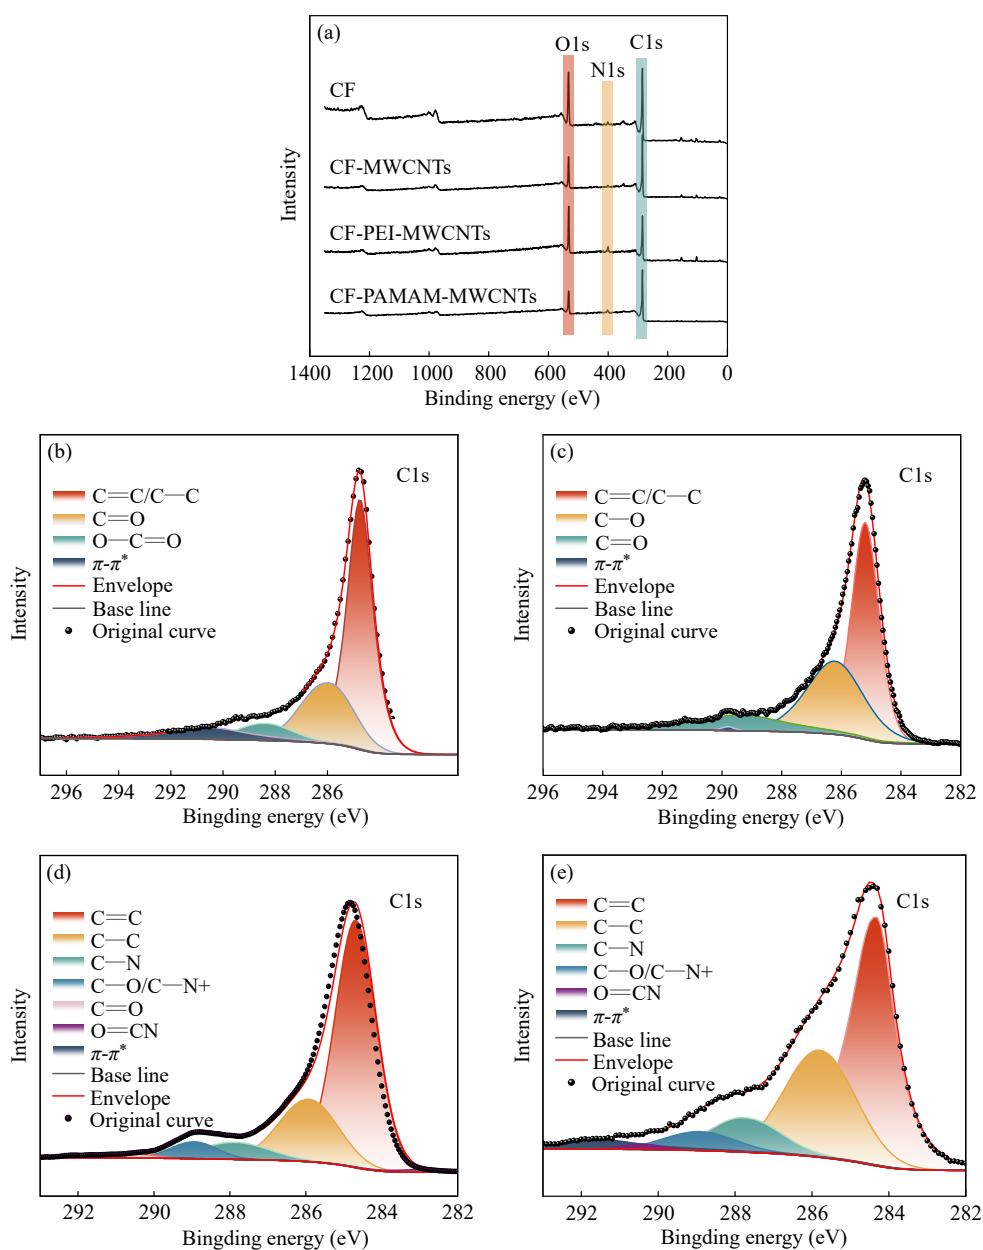 (a)
O1s
N1s
C1s
CF
CF-MWCNTs
CF-PEI-MWCNTs
CF-PAMAM-MWCNTs
Intensity
1400 1200 1000 800 600 400 200 0
Binding energy (eV)
(b)
C1s
C=C/C—C
C=O
O—C=O
π-π*
Envelope
Base line
Original curve
Intensity
296 294 292 290 288 286
Bingding energy (eV)
(c)
C1s
C=C/C—C
C—O
C=O
π-π*
Envelope
Base line
Original curve
Intensity
296 294 292 290 288 286 284 282
Bingding energy (eV)
(d)
C1s
C=C
C—C
C—N
C—O/C—N+
C=O
O=CN
π-π*
Base line
Envelope
Original curve
Intensity
292 290 288 286 284 282
Bingding energy (eV)
(e)
C1s
C=C
C—C
C—N
C—O/C—N+
O=CN
π-π*
Base line
Envelope
Original curve
Intensity
292 290 288 286 284 282
Bingding energy (eV)